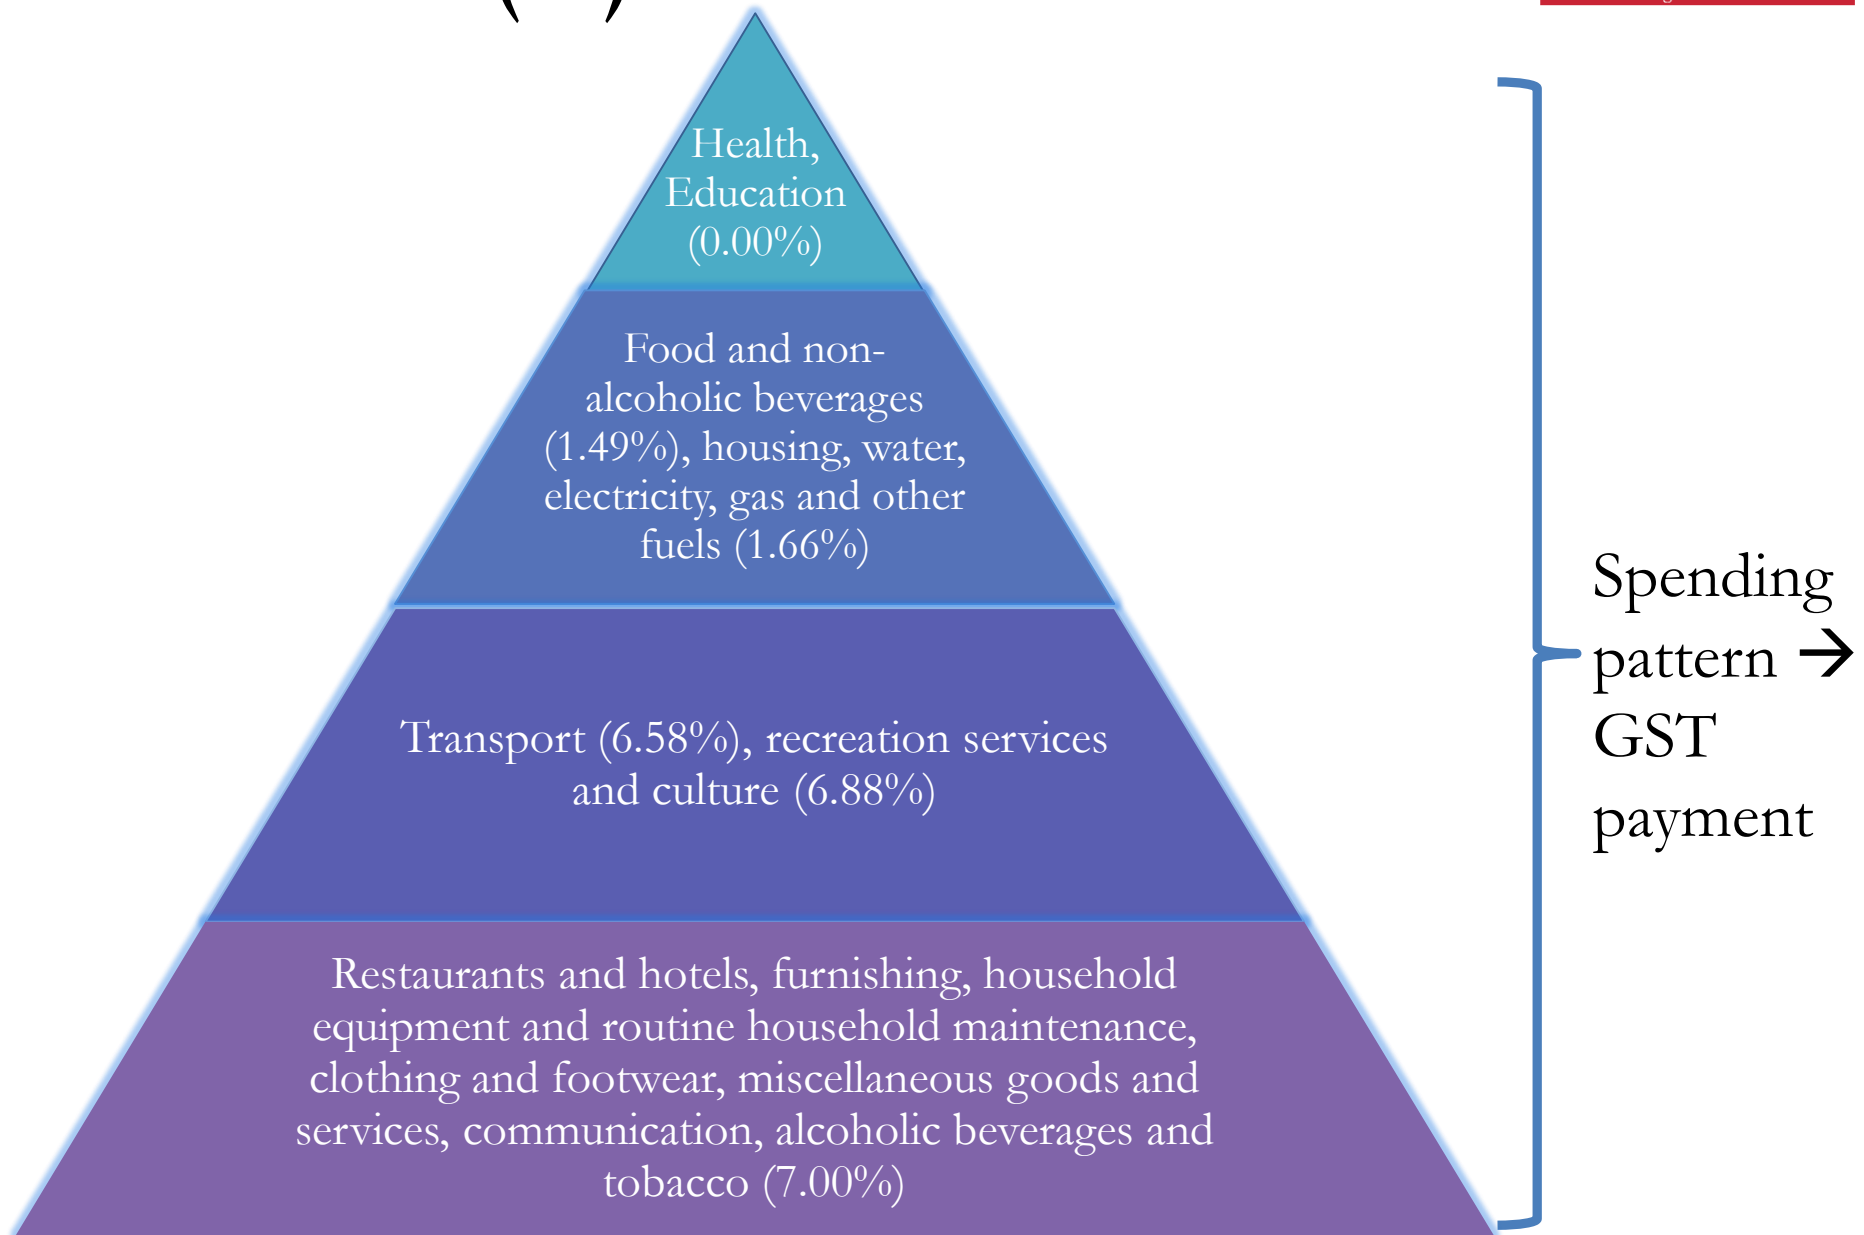 Health,
Education
(0.00%)
Food and non-
alcoholic beverages
(1.49%), housing, water,
electricity, gas and other
fuels (1.66%)
Transport (6.58%), recreation services
and culture (6.88%)
Restaurants and hotels, furnishing, household
equipment and routine household maintenance,
clothing and footwear, miscellaneous goods and
services, communication, alcoholic beverages and
tobacco (7.00%)
Spending
pattern →
GST
payment